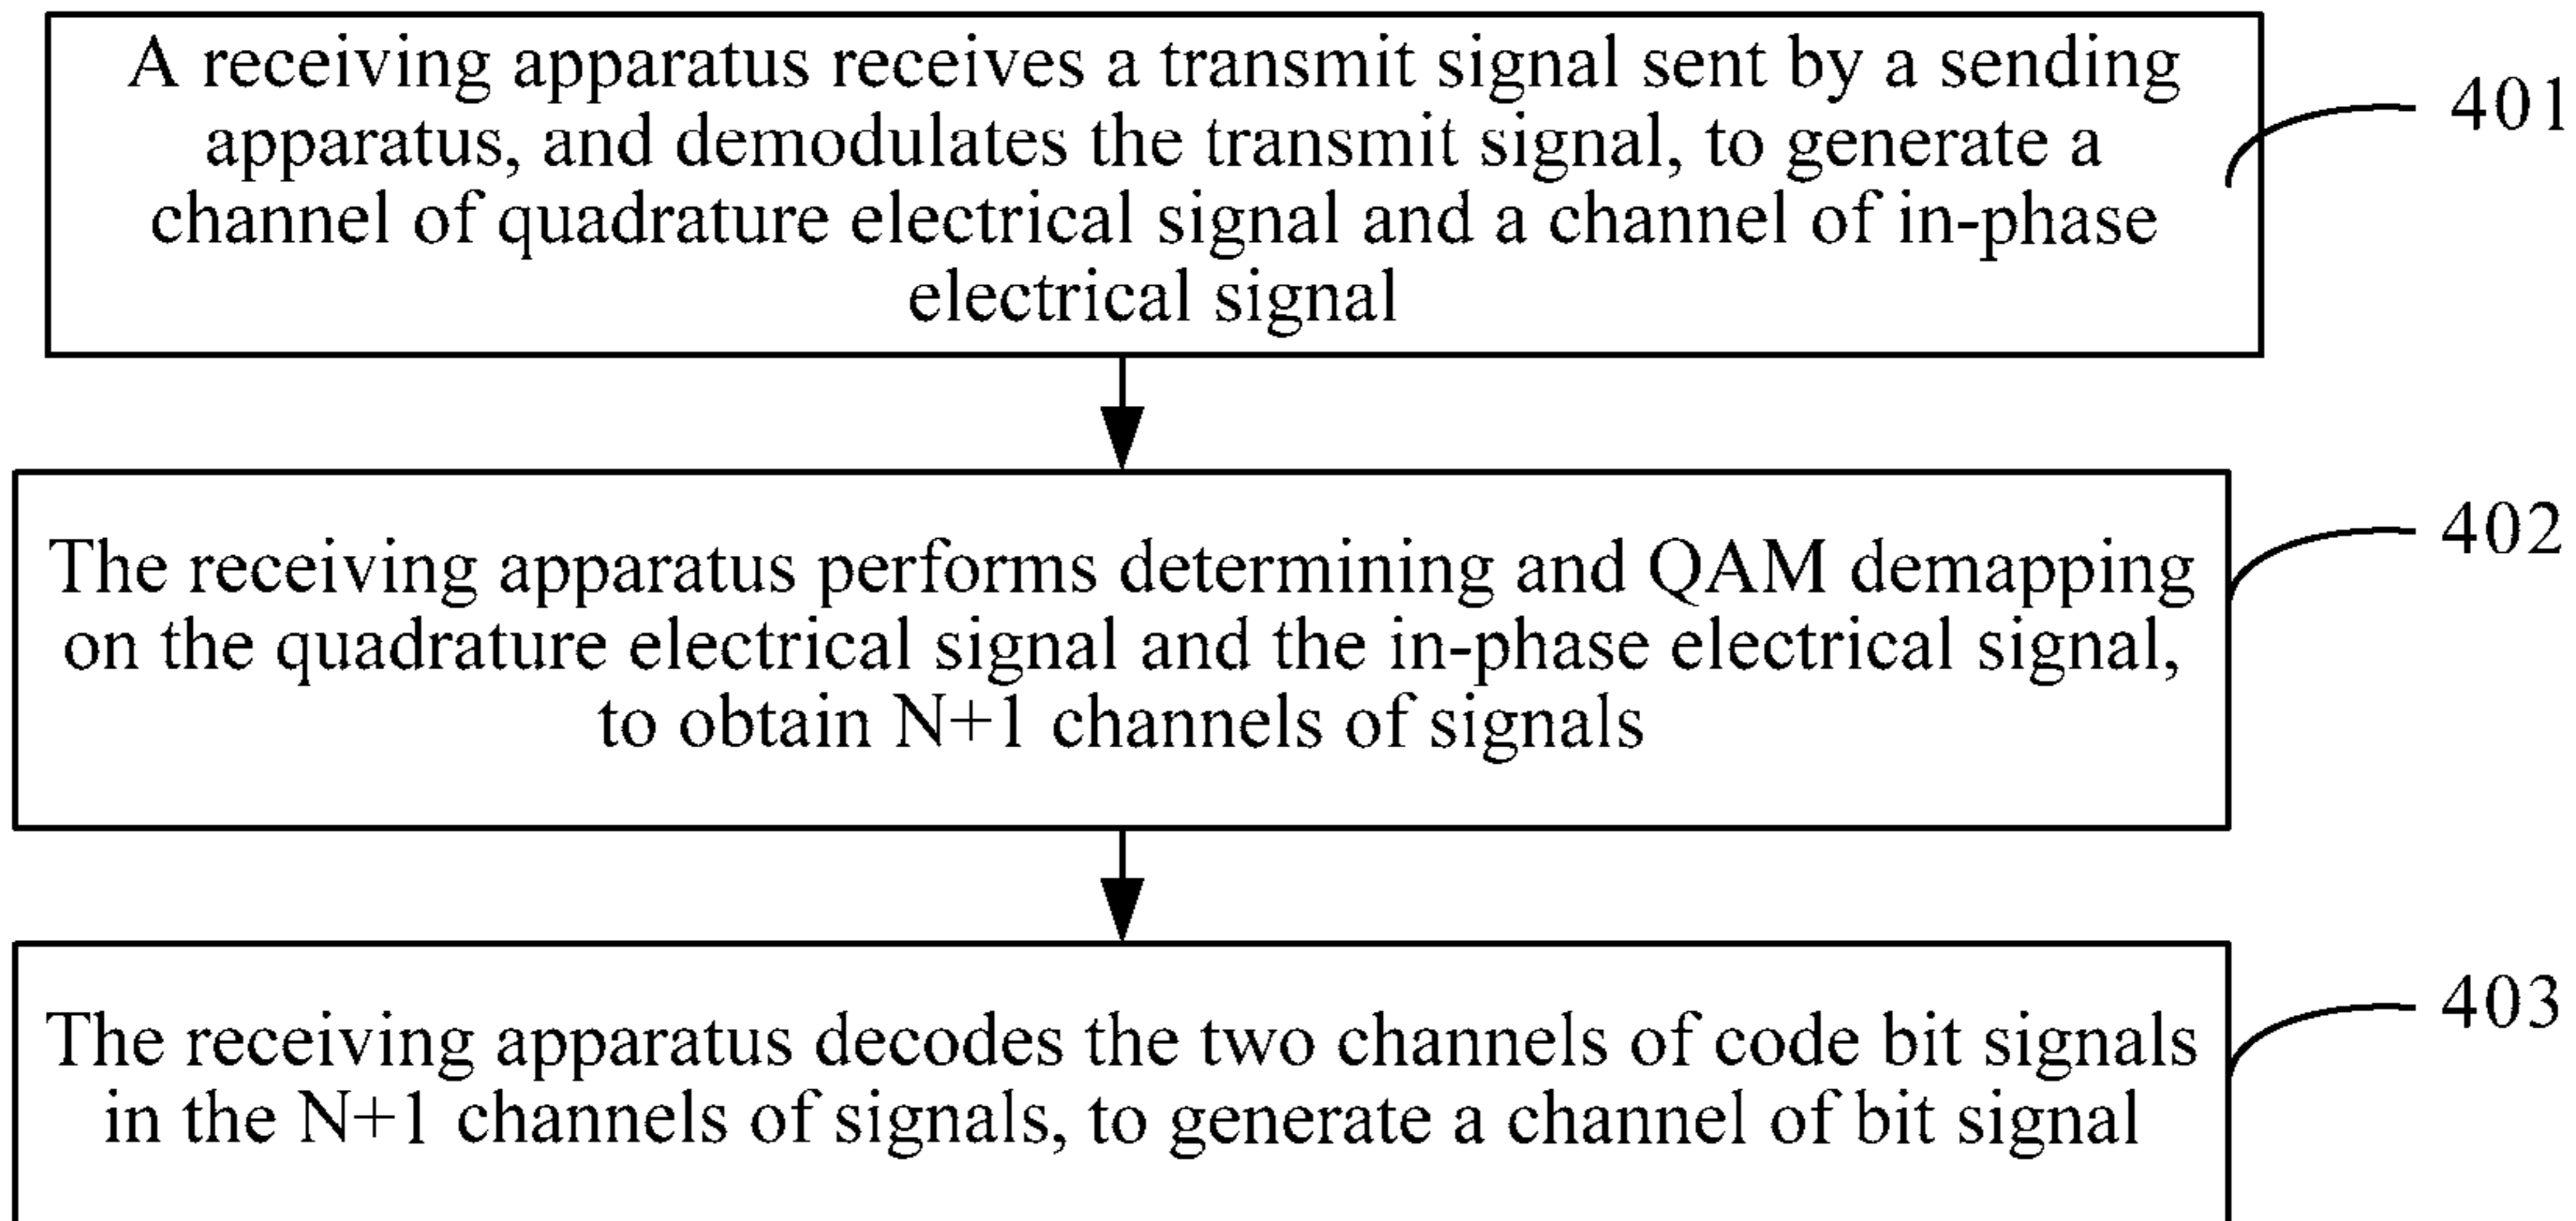 A receiving apparatus receives a transmit signal sent by a sending
apparatus, and demodulates the transmit signal, to generate a
channel of quadrature electrical signal and a channel of in-phase
electrical signal
401
The receiving apparatus performs determining and QAM demapping
on the quadrature electrical signal and the in-phase electrical signal,
to obtain N+1 channels of signals
402
The receiving apparatus decodes the two channels of code bit signals
in the N+1 channels of signals, to generate a channel of bit signal
403